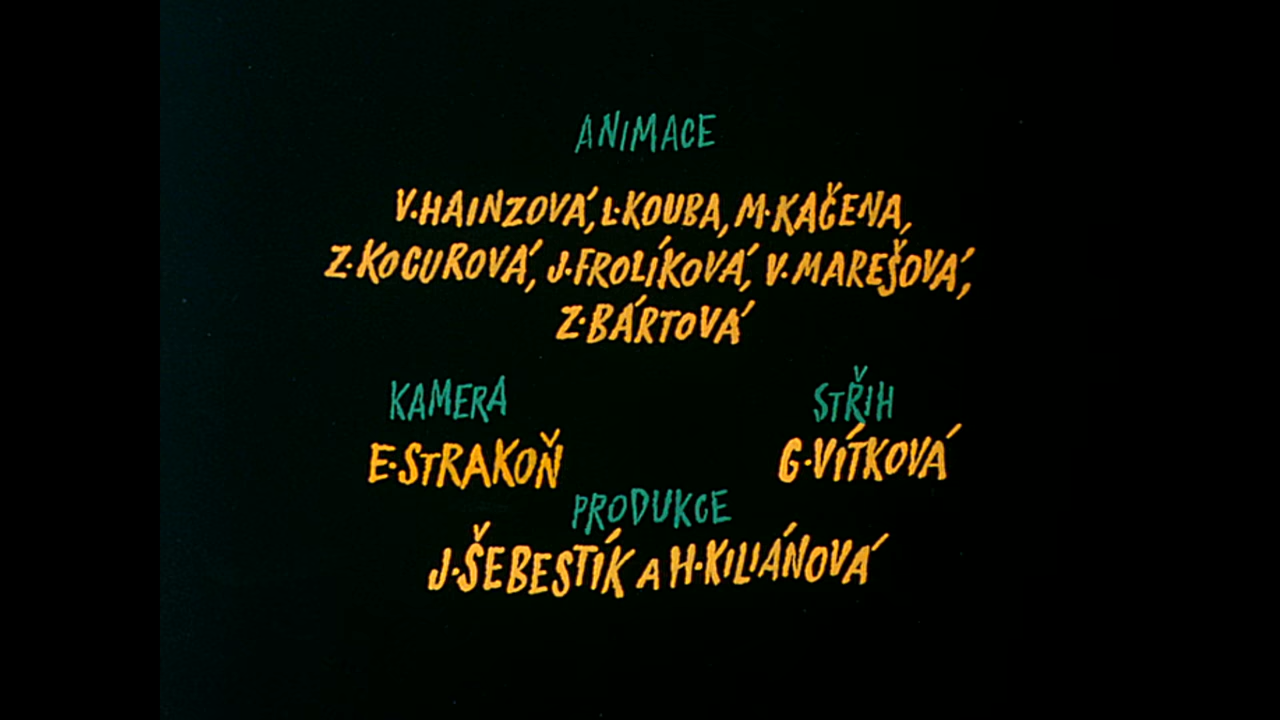 ANIMACE
V. HAINZOVÁ, L. KOUBA, M. KAČENA,
Z. KOCUROVÁ, J. FROLÍKOVÁ, V. MAREŠOVÁ,
Z. BÁRTOVÁ
KAMERA
E. STRAKOŇ
STŘIH
G. VÍTKOVÁ
PRODUKCE
J. ŠEBESTÍK A H. KILIÁNOVÁ